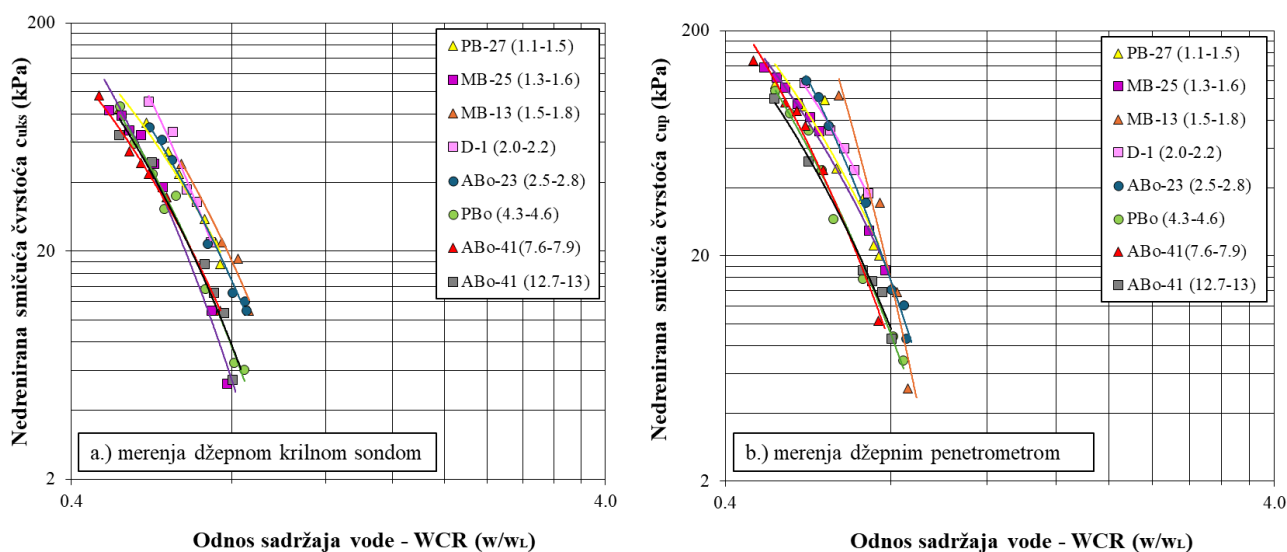 Nedrenirana smičuća čvrstoća cuks (kPa)
200
20
2
0.4
4.0
PB-27 (1.1-1.5)
MB-25 (1.3-1.6)
MB-13 (1.5-1.8)
D-1 (2.0-2.2)
ABo-23 (2.5-2.8)
PBo (4.3-4.6)
ABo-41(7.6-7.9)
ABo-41 (12.7-13)
a.) merenja džepnom krilnom sondom
Odnos sadržaja vode - WCR (w/wL)
Nedrenirana smičuća čvrstoća cup (kPa)
200
20
2
0.4
4.0
PB-27 (1.1-1.5)
MB-25 (1.3-1.6)
MB-13 (1.5-1.8)
D-1 (2.0-2.2)
ABo-23 (2.5-2.8)
PBo (4.3-4.6)
ABo-41(7.6-7.9)
ABo-41 (12.7-13)
b.) merenja džepnim penetrometrom
Odnos sadržaja vode - WCR (w/wL)